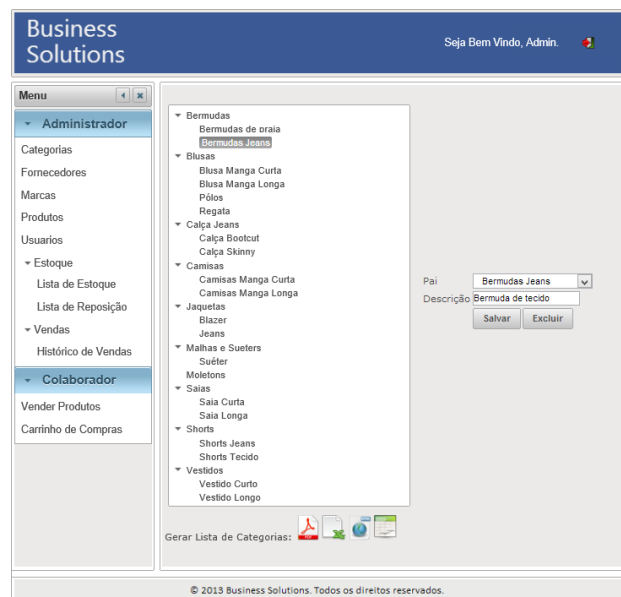 Business
Solutions
Seja Bem Vindo, Admin.
Menu
Administrador
Categorias
Fornecedores
Marcas
Produtos
Usuarios
Estoque
Lista de Estoque
Lista de Reposição
Vendas
Histórico de Vendas
Colaborador
Vender Produtos
Carrinho de Compras
Bermudas
Bermudas de praia
Bermudas Jeans
Blusas
Blusa Manga Curta
Blusa Manga Longa
Pólos
Regata
Calça Jeans
Calça Bootcut
Calça Skinny
Camisas
Camisas Manga Curta
Camisas Manga Longa
Jaquetas
Blazer
Jeans
Malhas e Sueters
Suéter
Moletons
Saias
Saia Curta
Saia Longa
Shorts
Shorts Jeans
Shorts Tecido
Vestidos
Vestido Curto
Vestido Longo
Pai Bermudas Jeans
Descrição Bermuda de tecido
Salvar Excluir
Gerar Lista de Categorias:
PDF
© 2013 Business Solutions. Todos os direitos reservados.